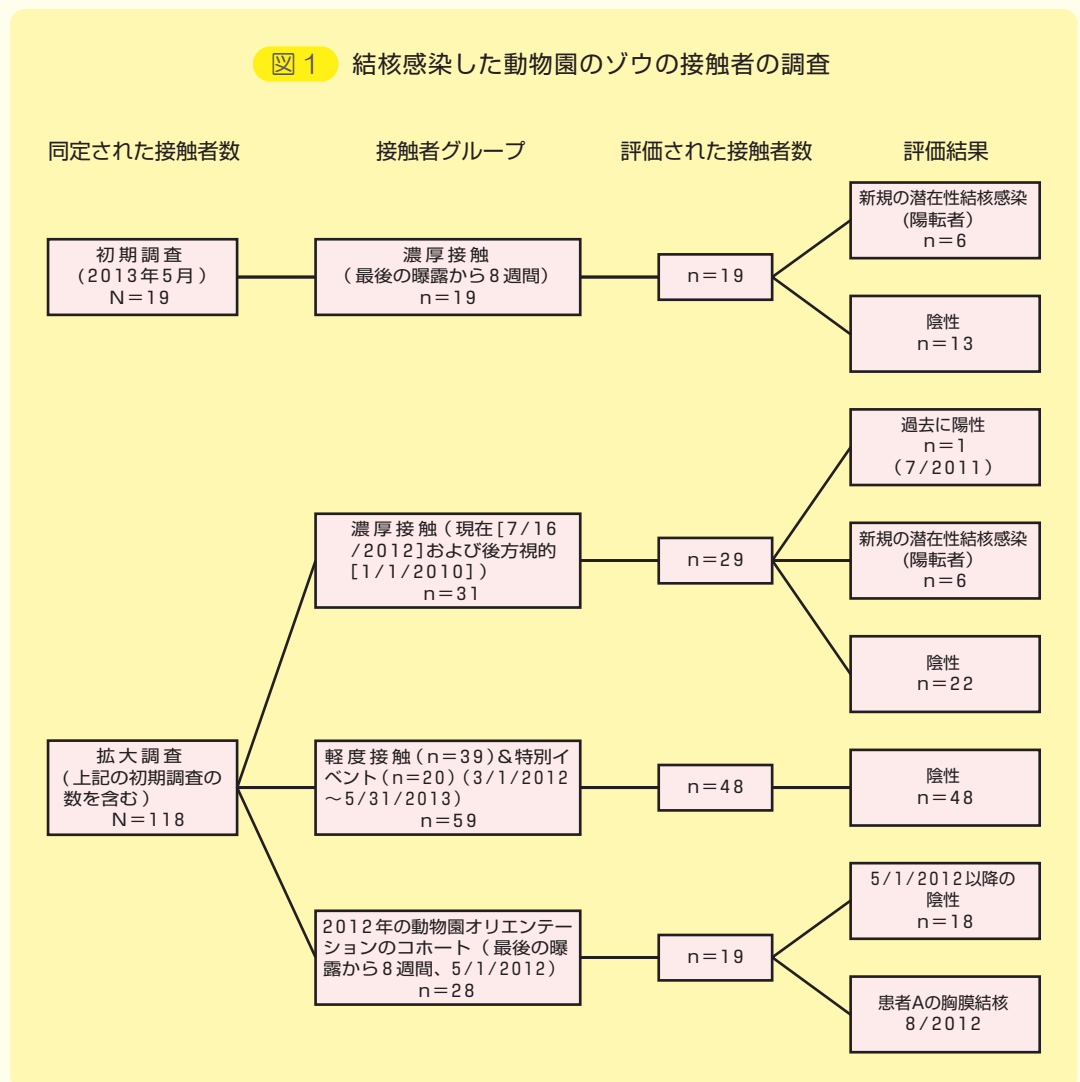 図1 結核感染した動物園のゾウの接触者の調査
同定された接触者数
接触者グループ
評価された接触者数
評価結果
初期調査
(2013年5月)
N=19
濃厚接触
(最後の曝露から8週間)
n=19
n=19
新規の潜在性結核感染
(陽転者)
n=6
陰性
n=13
拡大調査
(上記の初期調査の
数を含む)
N=118
濃厚接触(現在[7/16
/2012]および後方視的
[1/1/2010])
n=31
n=29
過去に陽性
n=1
(7/2011)
新規の潜在性結核感染
(陽転者)
n=6
陰性
n=22
軽度接触(n=39)&特別イ
ベント(n=20)(3/1/2012
~5/31/2013)
n=59
n=48
陰性
n=48
2012年の動物園オリエンテー
ションのコホート(最後の曝
露から8週間、5/1/2012)
n=28
n=19
5/1/2012以降の
陰性
n=18
患者Aの胸膜結核
8/2012